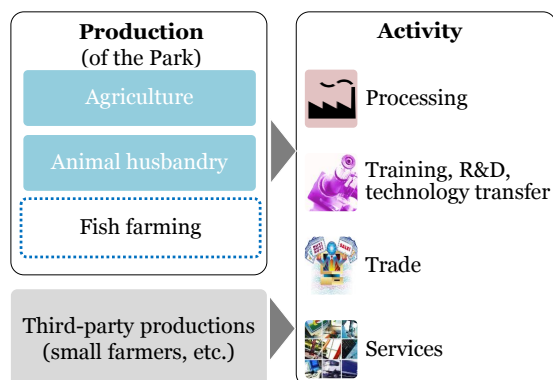 Production
(of the Park)
Agriculture
Animal husbandry
Fish farming
Third-party productions
(small farmers, etc.)
Activity
Processing
Training, R&D,
technology transfer
Trade
Services